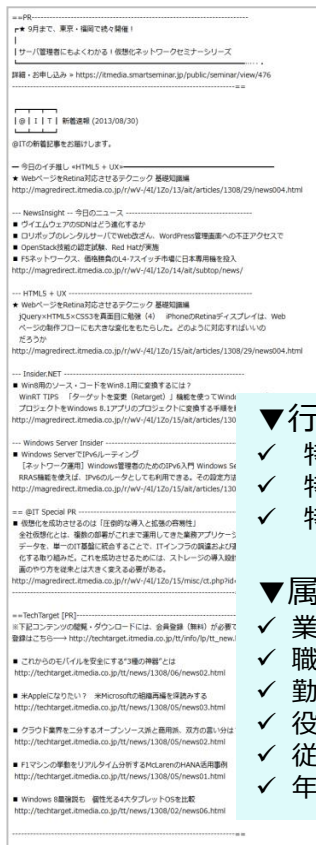 ==PR------------------------------------------------------
┏★ 9月まで、東京・福岡で続々開催！
┃
┃サーバ管理者にもよくわかる！仮想化ネットワークセミナーシリーズ
詳細・お申し込み » https://itmedia.smartseminar.jp/public/seminar/view/476
------------------------------------------------------==
│@│I│T│ 新着速報 (2013/08/30)
@ITの新着記事をお届けします。
━ 今日のイチ推し «HTML5 + UX»━━━━━━━━━━
★ WebページをRetina対応させるテクニック 基礎知識編
http://magredirect.itmedia.co.jp/r/wV-/4I/1Zo/13/ait/articles/1308/29/news004.html
--- NewsInsight -- 今日のニュース ------------------------------
■ ヴイエムウェアのSDNはどう進化するか
■ ロリポップのレンタルサーバでWeb改ざん、WordPress管理画面への不正アクセスで
■ OpenStack技能の認定試験、Red Hatが実施
■ F5ネットワークス、価格勝負のL4-7スイッチ市場に日本専用機を投入
http://magredirect.itmedia.co.jp/r/wV-/4I/1Zo/14/ait/subtop/news/
--- HTML5 + UX ------------------------------
★ WebページをRetina対応させるテクニック 基礎知識編
jQuery×HTML5×CSS3を真面目に勉強（4） iPhoneのRetinaディスプレイは、Web
ページの製作フローにも大きな変化をもたらした。どのように対応すればいいの
だろうか
http://magredirect.itmedia.co.jp/r/wV-/4I/1Zo/15/ait/articles/1308/29/news004.html
--- Insider.NET ------------------------------
■ Win8用のソース・コードをWin8.1用に変換するには？
WinRT TIPS 「ターゲットを変更（Retarget）」機能を使ってWindo
プロジェクトをWindows 8.1アプリのプロジェクトに変換する手順を
http://magredirect.itmedia.co.jp/r/wV-/4I/1Zo/15/ait/articles/130
--- Windows Server Insider ------------------------------
■ Windows ServerでIPv6ルーティング
［ネットワーク運用］Windows管理者のためのIPv6入門 Windows Se
RRAS機能を使えば、IPv6のルータとしても利用できる。その設定方法
http://magredirect.itmedia.co.jp/r/wV-/4I/1Zo/15/ait/articles/130
== @IT Special PR ------------------------------
■ 仮想化を成功させるのは「圧倒的な導入と拡張の容易性」
全社仮想化とは、複数の部署がこれまで運用してきた業務アプリケーシ
データを、単一のIT基盤に統合することで、ITインフラの調達および運
化する取り組みだ。これを成功させるためには、ストレージの導入設計
画のやり方を従来とは大きく変える必要がある。
http://magredirect.itmedia.co.jp/r/wV-/4I/1Zo/15/misc/ct.php?id=
==TechTarget [PR]------------------------------
※下記コンテンツの閲覧・ダウンロードには、会員登録（無料）が必要で
登録はこちら─→ http://techtarget.itmedia.co.jp/tt/info/lp/tt_new.
■ これからのモバイルを安全にする“3種の神器”とは
http://techtarget.itmedia.co.jp/tt/news/1308/06/news02.html
■ 米Appleになりたい？ 米Microsoftの組織再編を深読みする
http://techtarget.itmedia.co.jp/tt/news/1308/05/news03.html
■ クラウド業界を二分するオープンソース派と商用派、双方の言い分は
http://techtarget.itmedia.co.jp/tt/news/1308/05/news02.html
■ F1マシンの挙動をリアルタイム分析するMcLarenのHANA活用事例
http://techtarget.itmedia.co.jp/tt/news/1308/05/news01.html
■ Windows 8最後説も 個性光る4大タブレットOSを比較
http://techtarget.itmedia.co.jp/tt/news/1308/02/news06.html
------------------------------------------------------==
▼行
✓ 特
✓ 特
✓ 特
▼属
✓ 業
✓ 職
✓ 勤
✓ 役
✓ 従
✓ 年